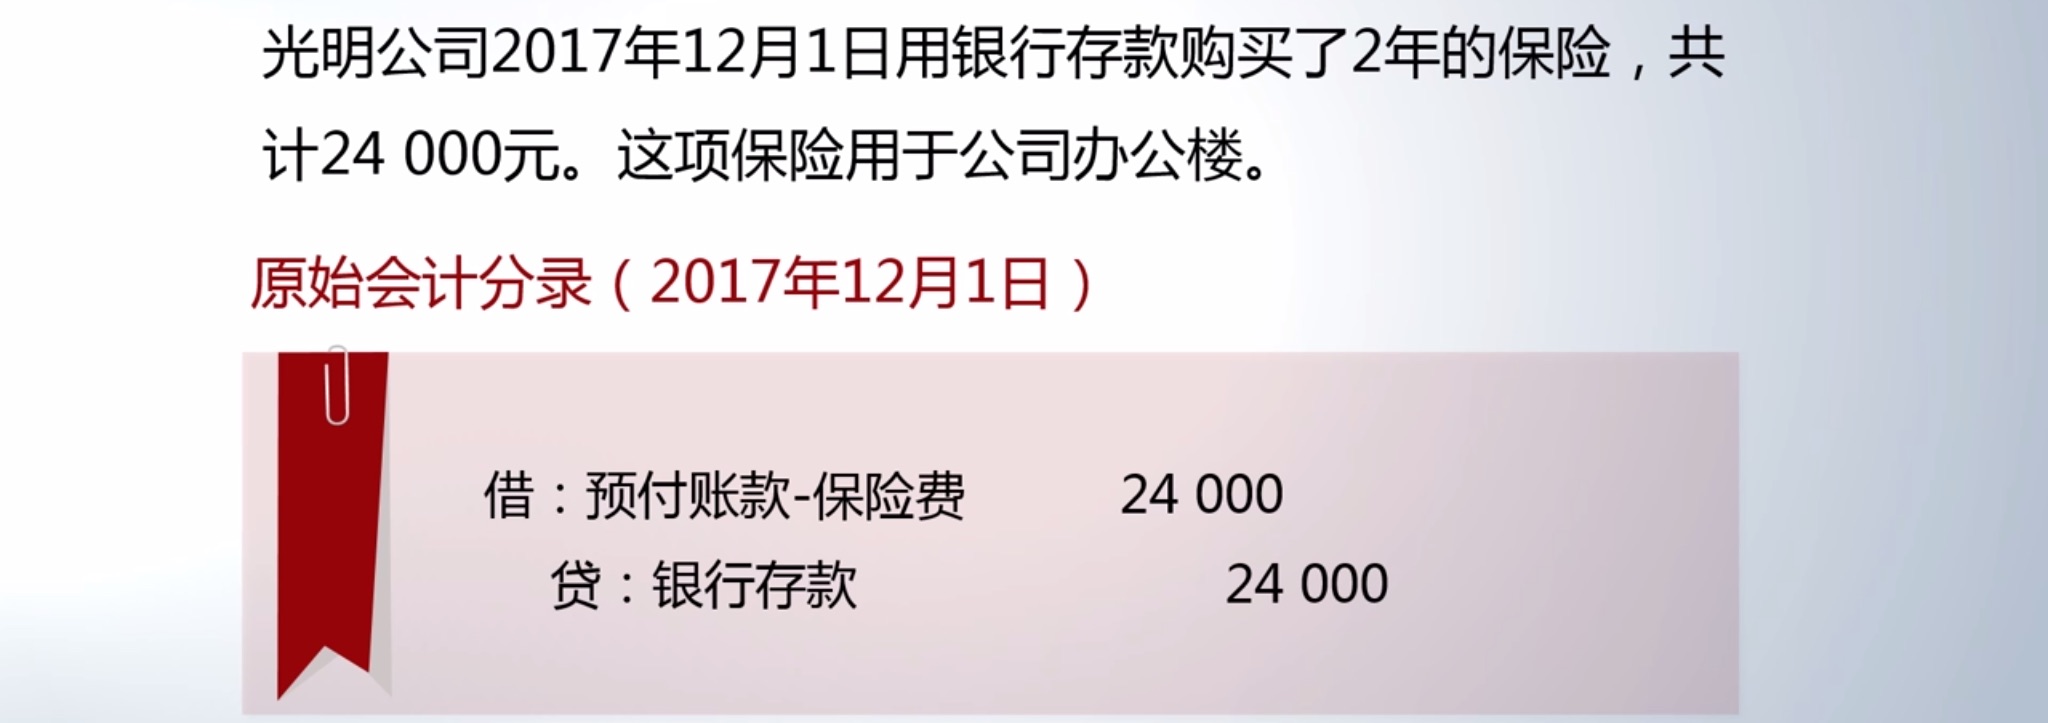 光明公司2017年12月1日用银行存款购买了2年的保险，共
计24 000元。这项保险用于公司办公楼。
原始会计分录（2017年12月1日）
借：预付账款-保险费 24 000
贷：银行存款 24 000